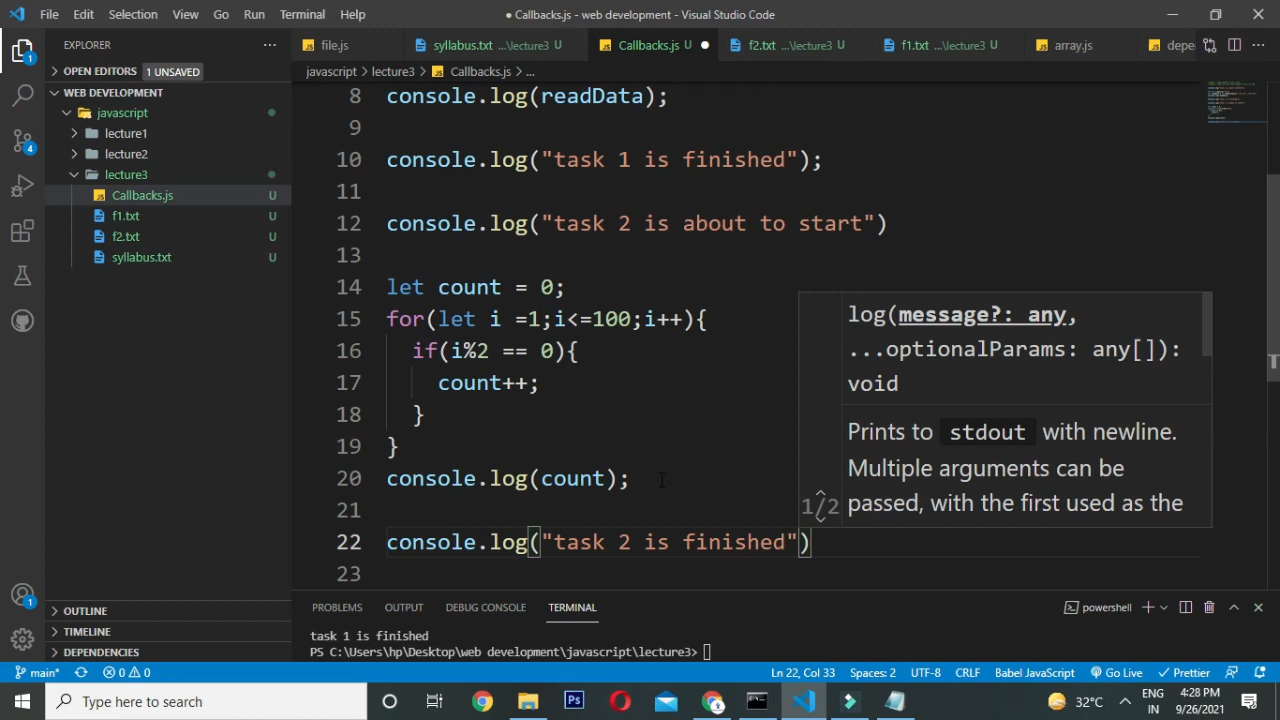 File Edit Selection View Go Run Terminal Help ● Callbacks.js - web development - Visual Studio Code
EXPLORER
file.js syllabus.txt ...\lecture3 Callbacks.js U f2.txt ...\lecture3 f1.txt ...\lecture3 array.js depe
OPEN EDITORS 1 UNSAVED
javascript > lecture3 > Callbacks.js > ...
WEB DEVELOPMENT
javascript
lecture1
lecture2
lecture3
Callbacks.js U
f1.txt U
f2.txt U
syllabus.txt U
OUTLINE
TIMELINE
DEPENDENCIES
8 console.log(readData);
9
10 console.log("task 1 is finished");
11
12 console.log("task 2 is about to start")
13
14 let count = 0;
15 for(let i =1;i<=100;i++){
16 if(i%2 == 0){
17 count++;
18 }
19 }
20 console.log(count);
21
22 console.log("task 2 is finished")
23
log(message?: any,
...optionalParams: any[]):
void
Prints to stdout with newline.
Multiple arguments can be
1/2 passed, with the first used as the
PROBLEMS OUTPUT DEBUG CONSOLE TERMINAL powershell
task 1 is finished
PS C:\Users\hp\Desktop\web development\javascript\lecture3>
main* 0 0 Ln 22, Col 33 Spaces: 2 UTF-8 CRLF Babel JavaScript Go Live Prettier
Type here to search 32°C ENG IN 4:28 PM 9/26/2021